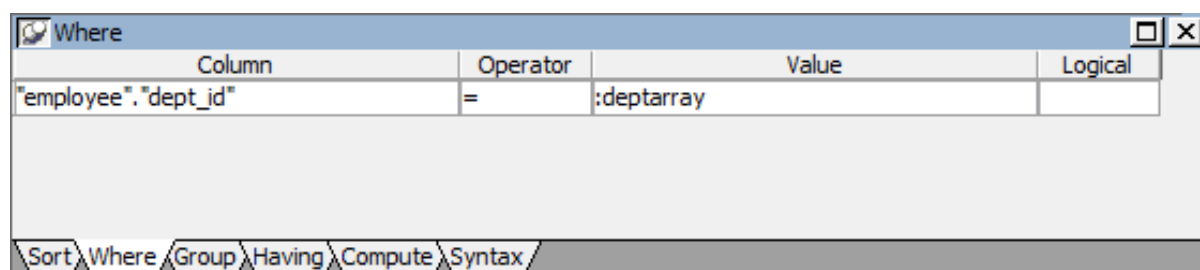 Where
Column Operator Value Logical
"employee"."dept_id" = :deptarray
Sort Where Group Having Compute Syntax